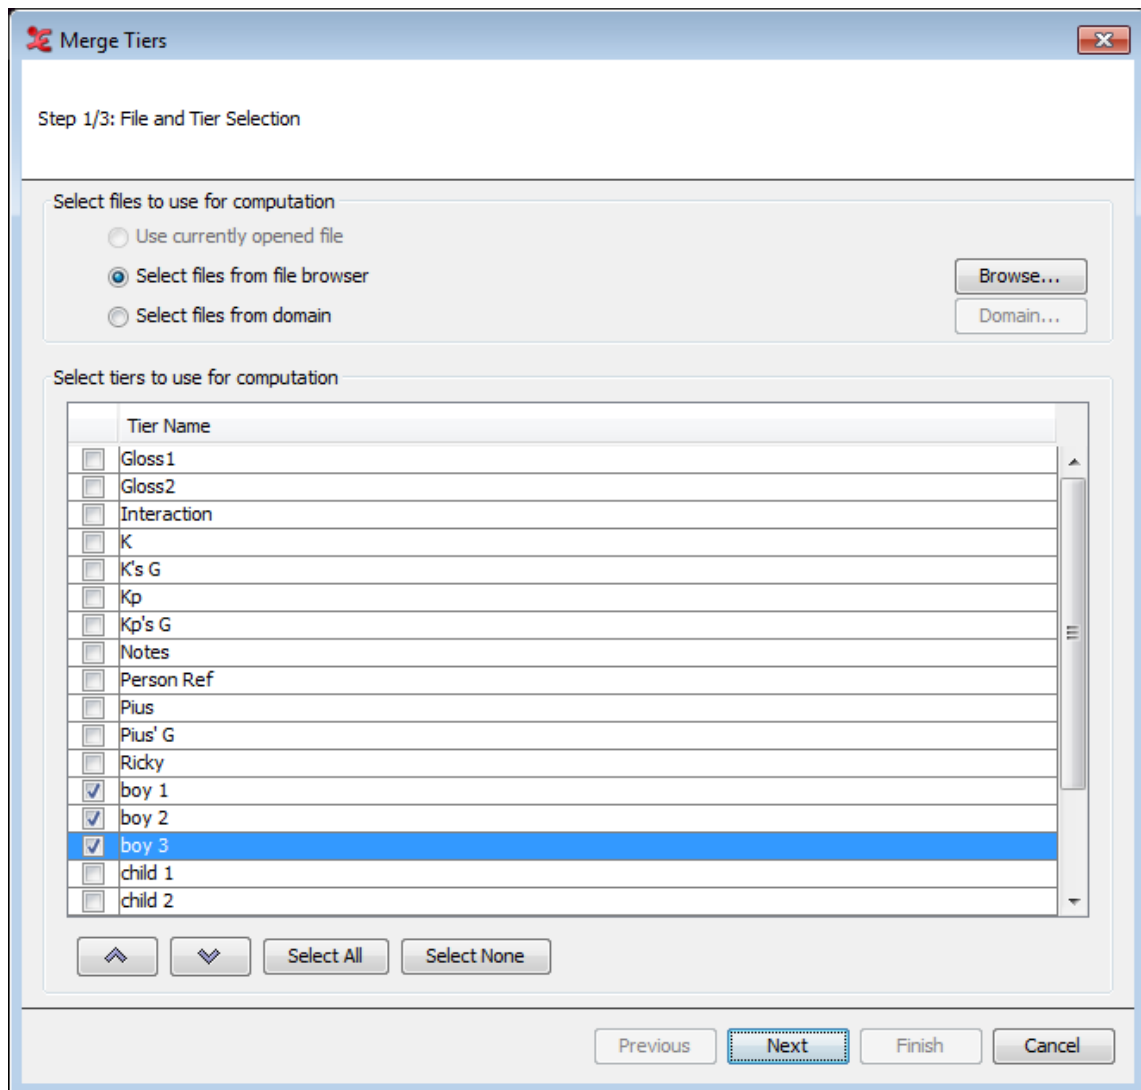 Merge Tiers
Step 1/3: File and Tier Selection
Select files to use for computation
Use currently opened file
Select files from file browser
Browse...
Select files from domain
Domain...
Select tiers to use for computation
Tier Name
Gloss1
Gloss2
Interaction
K
K's G
Kp
Kp's G
Notes
Person Ref
Pius
Pius' G
Ricky
boy 1
boy 2
boy 3
child 1
child 2
Select All
Select None
Previous
Next
Finish
Cancel